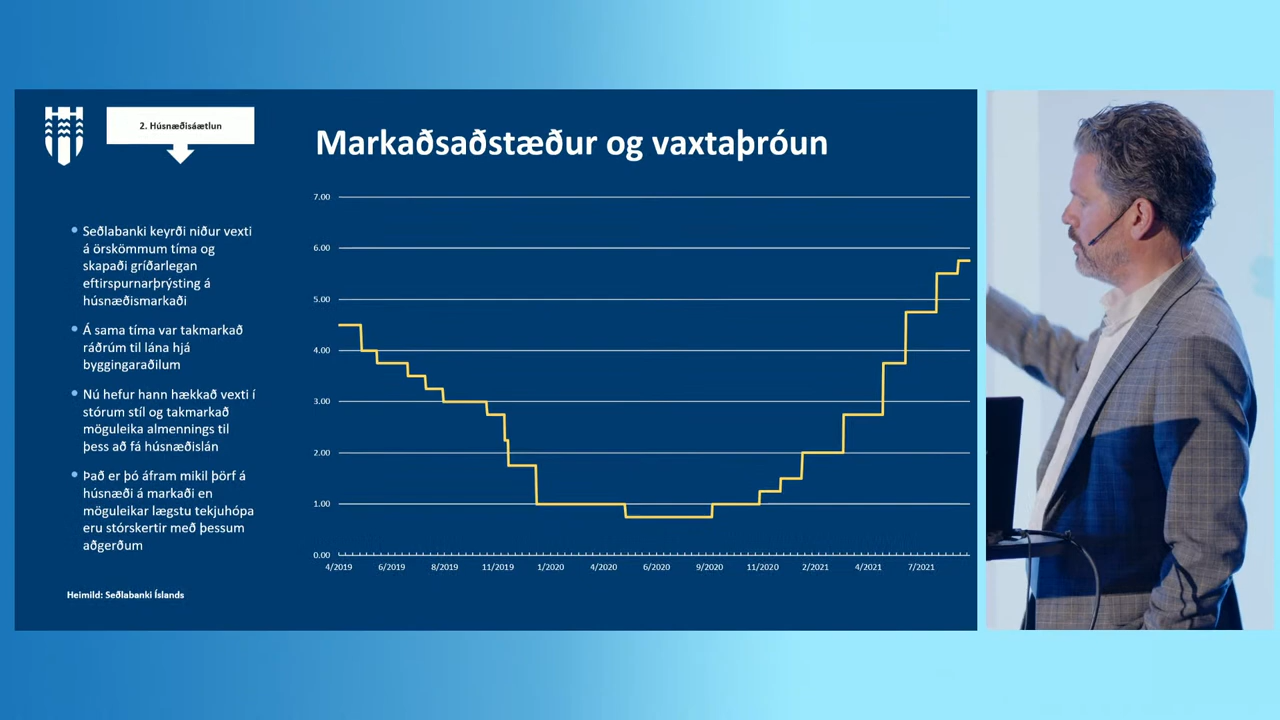 2. Húsnæðisáætlun
Markaðsaðstæður og vaxtaþróun
Seðlabanki keyrði niður vexti
á örskömmum tíma og
skapaði gríðarlegan
eftirspurnarþrýsting á
húsnæðismarkaði
Á sama tíma var takmarkað
ráðrúm til lána hjá
byggingaraðilum
Nú hefur hann hækkað vexti í
stórum stíl og takmarkað
möguleika almennings til
þess að fá húsnæðislán
Það er þó áfram mikil þörf á
húsnæði á markaði en
möguleikar lægstu tekjuhópa
eru stórskertir með þessum
aðgerðum
Heimild: Seðlabanki Íslands
7.00
6.00
5.00
4.00
3.00
2.00
1.00
0.00
4/2019 6/2019 8/2019 11/2019 1/2020 4/2020 6/2020 9/2020 11/2020 2/2021 4/2021 7/2021